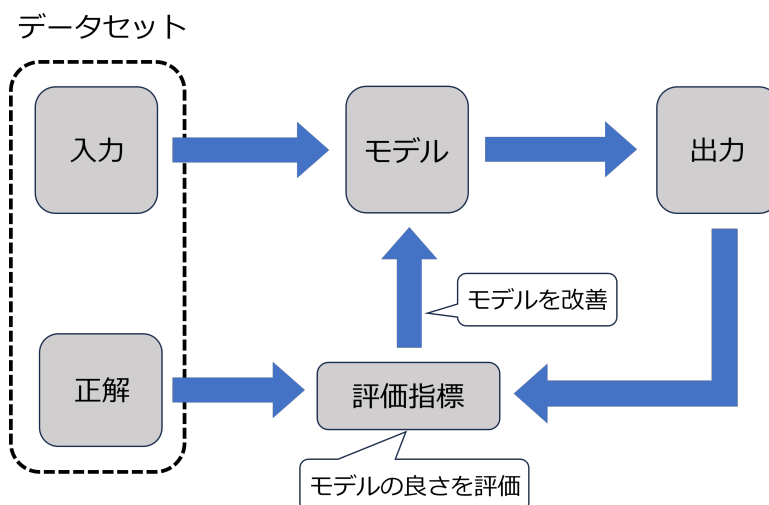 データセット
入力
モデル
出力
モデルを改善
正解
評価指標
モデルの良さを評価